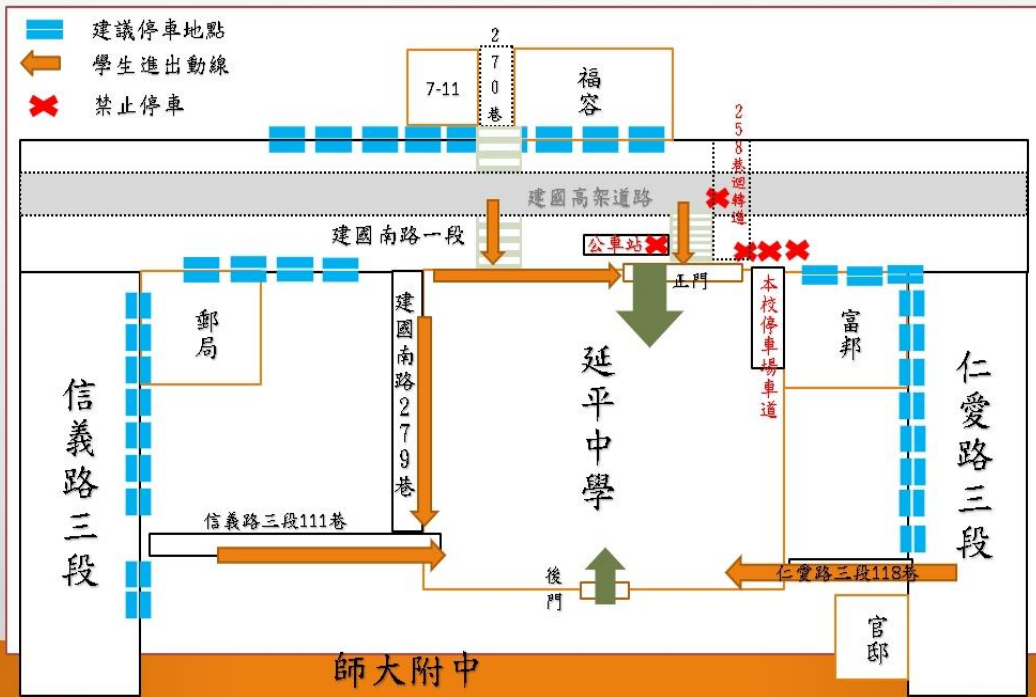 建議停車地點
學生進出動線
禁止停車
7-11
270巷
福容
258巷迴轉道
建國高架道路
建國南路一段
公車站
正門
郵局
建國南路279巷
延平中學
本校停車場車道
富邦
信義路三段
仁愛路三段
信義路三段111巷
後門
仁愛路三段118巷
官邸
師大附中